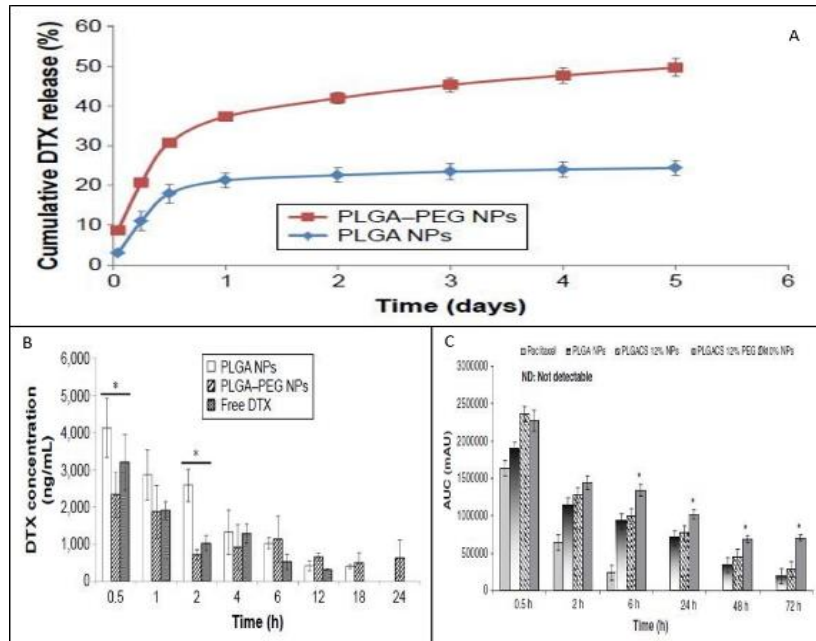 A
Cumulative DTX release (%)
60
50
40
30
20
10
0
PLGA–PEG NPs
PLGA NPs
0 1 2 3 4 5 6
Time (days)
B
DTX concentration
(ng/mL)
6,000
5,000
4,000
3,000
2,000
1,000
0
PLGA NPs
PLGA–PEG NPs
Free DTX
*
*
0.5 1 2 4 6 12 18 24
Time (h)
C
Paclitaxel PLGA NPs PLGACS 12% NPs PLGACS 12% PEG NPs
ND: Not detectable
AUC (mAU)
2500000
2000000
1500000
1000000
500000
0
* * * *
0.5 h 2 h 6 h 24 h 48 h 72 h
Time (h)